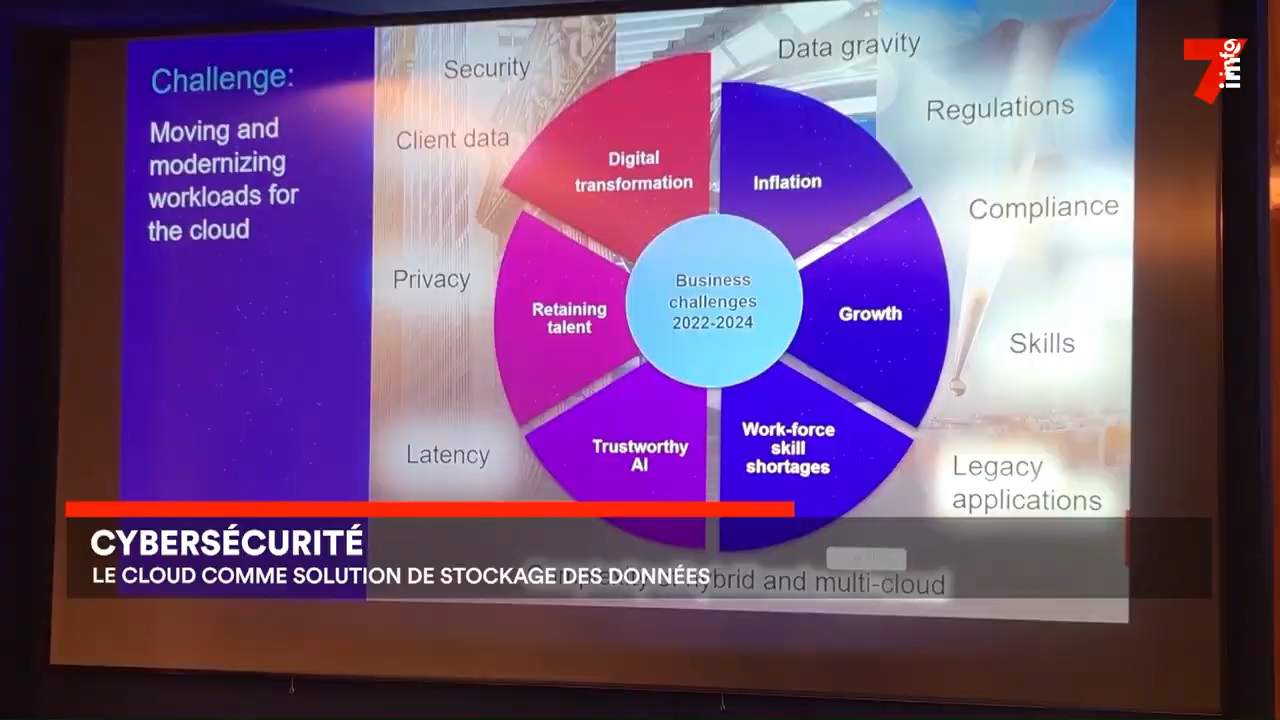 Challenge:
Moving and
modernizing
workloads for
the cloud
Security
Data gravity
Client data
Regulations
Privacy
Compliance
Latency
Skills
Legacy
applications
Digital
transformation
Inflation
Retaining
talent
Business
challenges
2022-2024
Growth
Trustworthy
AI
Work-force
skill
shortages
hybrid and multi-cloud
CYBERSÉCURITÉ
LE CLOUD COMME SOLUTION DE STOCKAGE DES DONNÉES
7
info